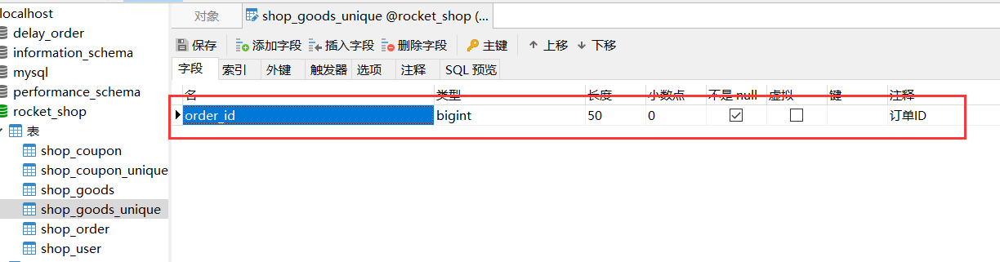 localhost
delay_order
information_schema
mysql
performance_schema
rocket_shop
表
shop_coupon
shop_coupon_unique
shop_goods
shop_goods_unique
shop_order
shop_user
对象 shop_goods_unique @rocket_shop (...
保存 添加字段 插入字段 删除字段 主键 上移 下移
字段 索引 外键 触发器 选项 注释 SQL 预览
名 类型 长度 小数点 不是 null 虚拟 键 注释
order_id bigint 50 0 订单ID